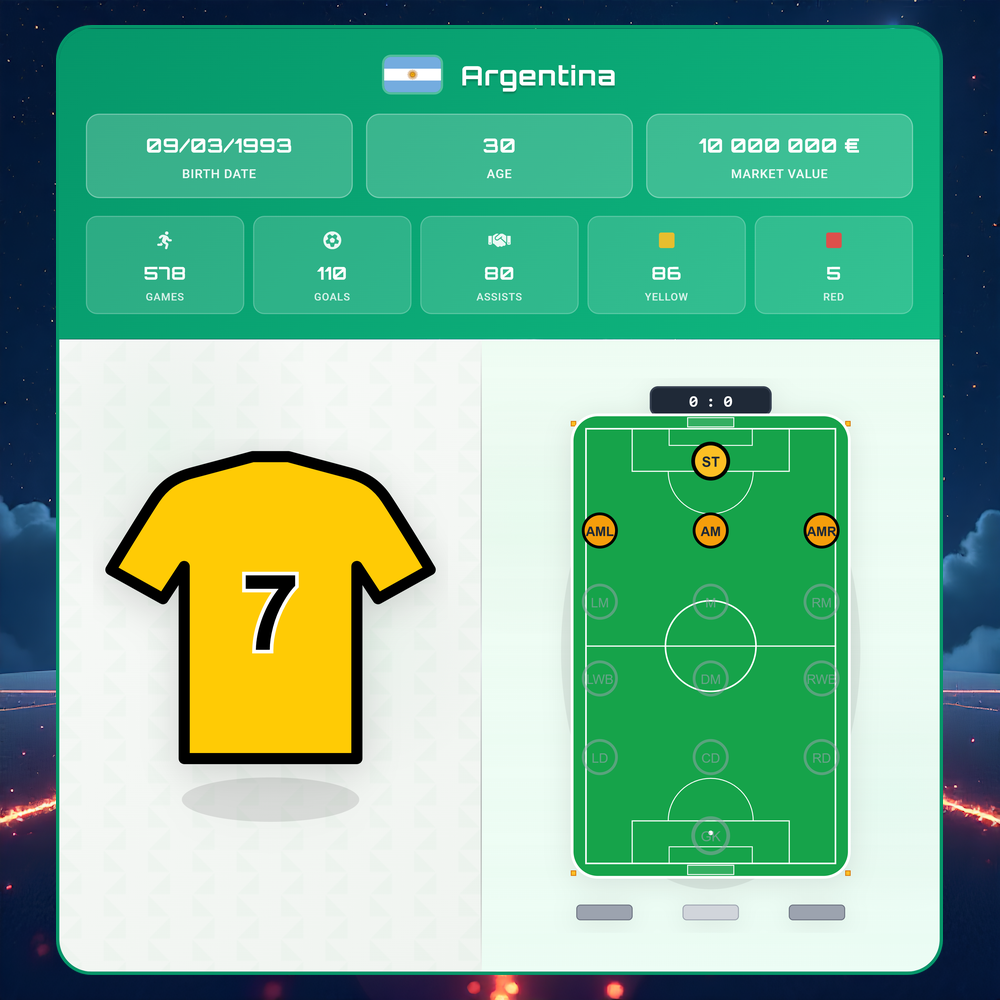 Argentina
09/03/1993
BIRTH DATE
30
AGE
10 000 000 €
MARKET VALUE
578
GAMES
110
GOALS
80
ASSISTS
86
YELLOW
5
RED
7
0 : 0
ST
AML AM AMR
LM M RM
LWB DM RWB
LD CD RD
GK